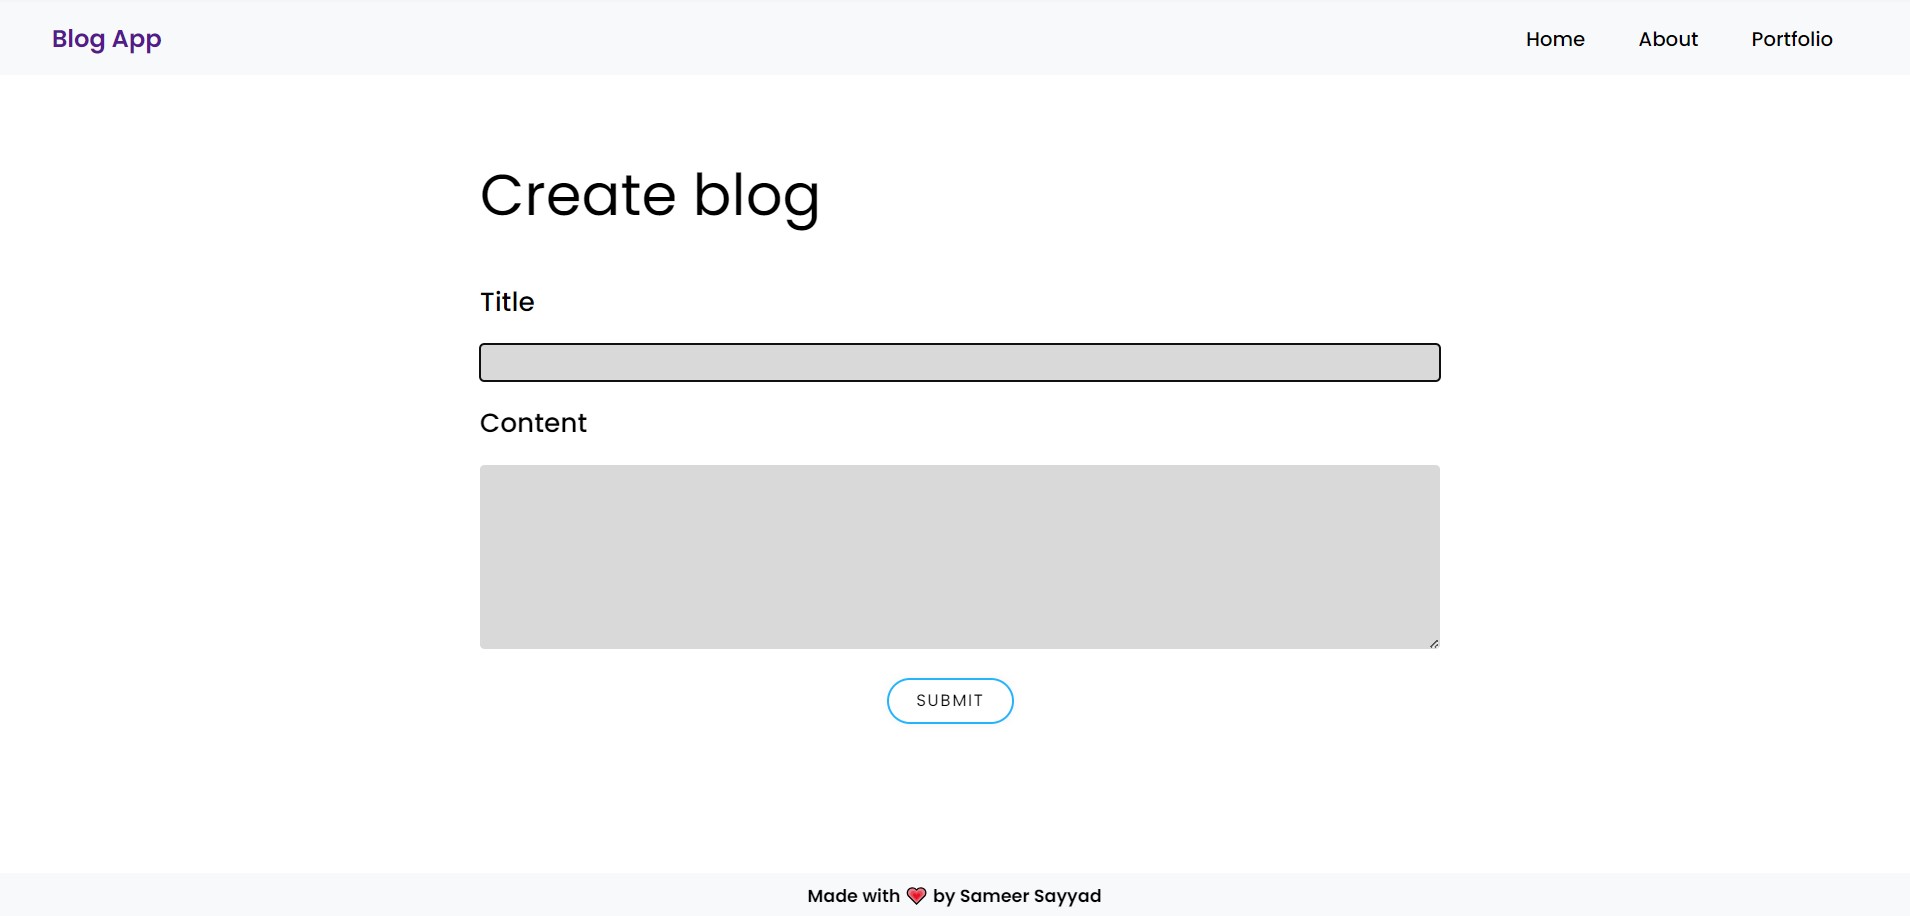 Blog App Home About Portfolio
Create blog
Title
Content
SUBMIT
Made with ❤️ by Sameer Sayyad